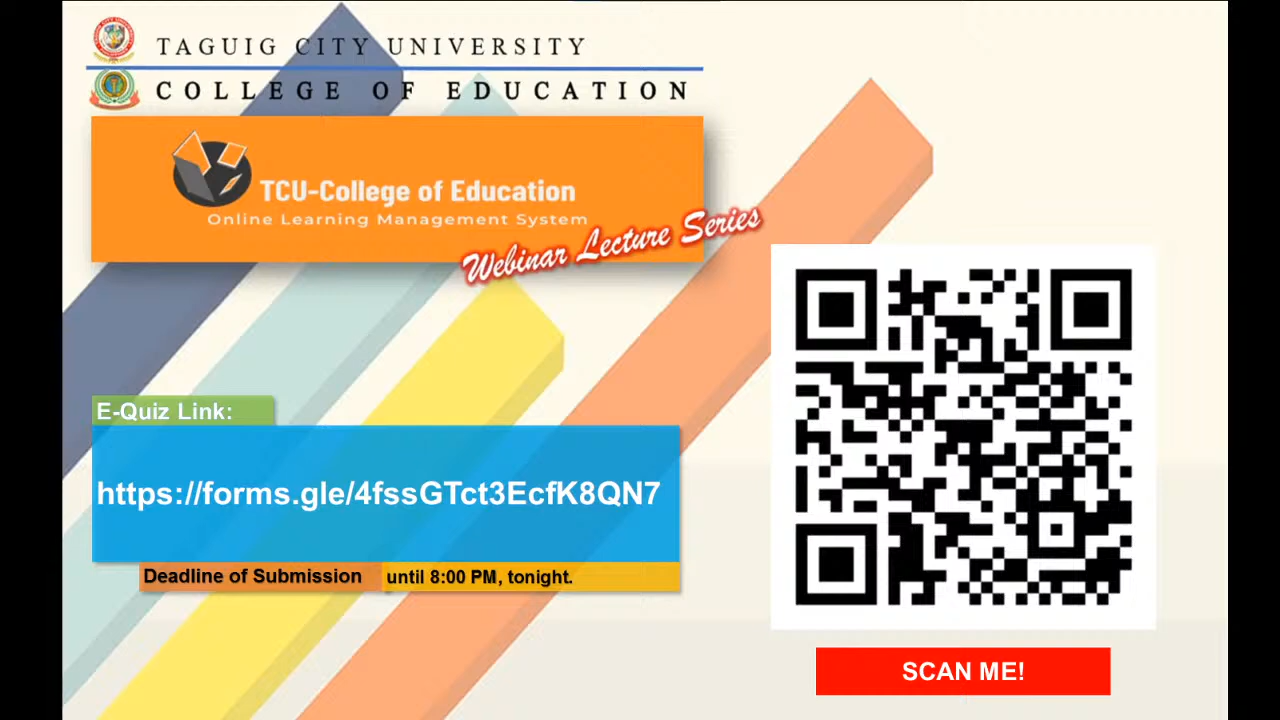 TAGUIG CITY UNIVERSITY
COLLEGE OF EDUCATION
TCU-College of Education
Online Learning Management System
Webinar Lecture Series
E-Quiz Link:
https://forms.gle/4fssGTct3EcfK8QN7
Deadline of Submission until 8:00 PM, tonight.
SCAN ME!